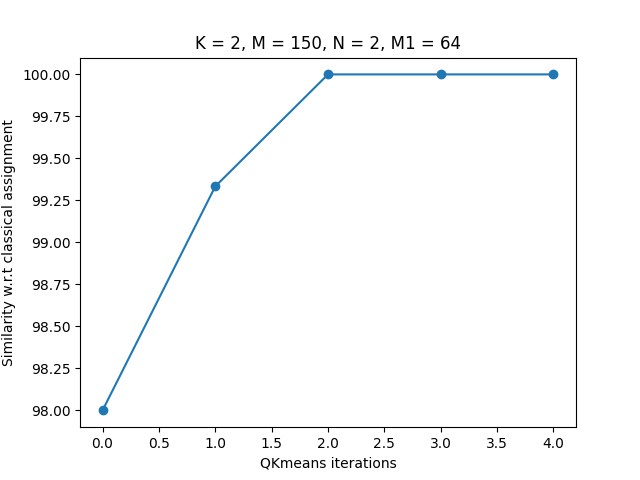 K = 2, M = 150, N = 2, M1 = 64
Similarity w.r.t classical assignment
100.00
99.75
99.50
99.25
99.00
98.75
98.50
98.25
98.00
0.0 0.5 1.0 1.5 2.0 2.5 3.0 3.5 4.0
QKmeans iterations